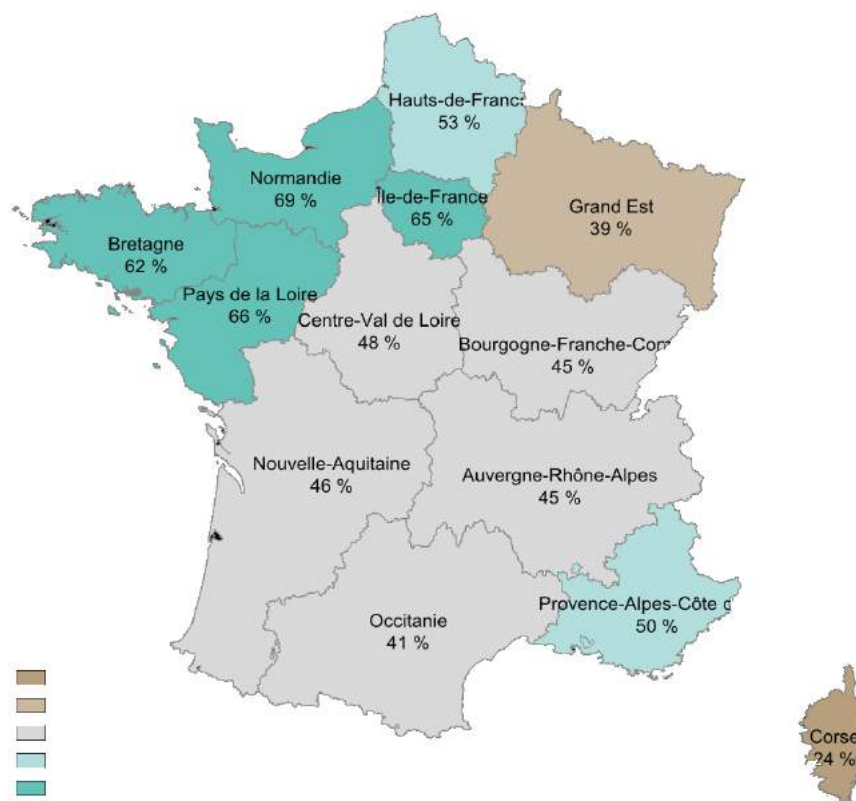 Hauts-de-Franc
53 %
Normandie
69 %
Île-de-France
65 %
Grand Est
39 %
Bretagne
62 %
Pays de la Loire
66 %
Centre-Val de Loire
48 %
Bourgogne-Franche-Com
45 %
Nouvelle-Aquitaine
46 %
Auvergne-Rhône-Alpes
45 %
Provence-Alpes-Côte d
50 %
Occitanie
41 %
Corse
24 %